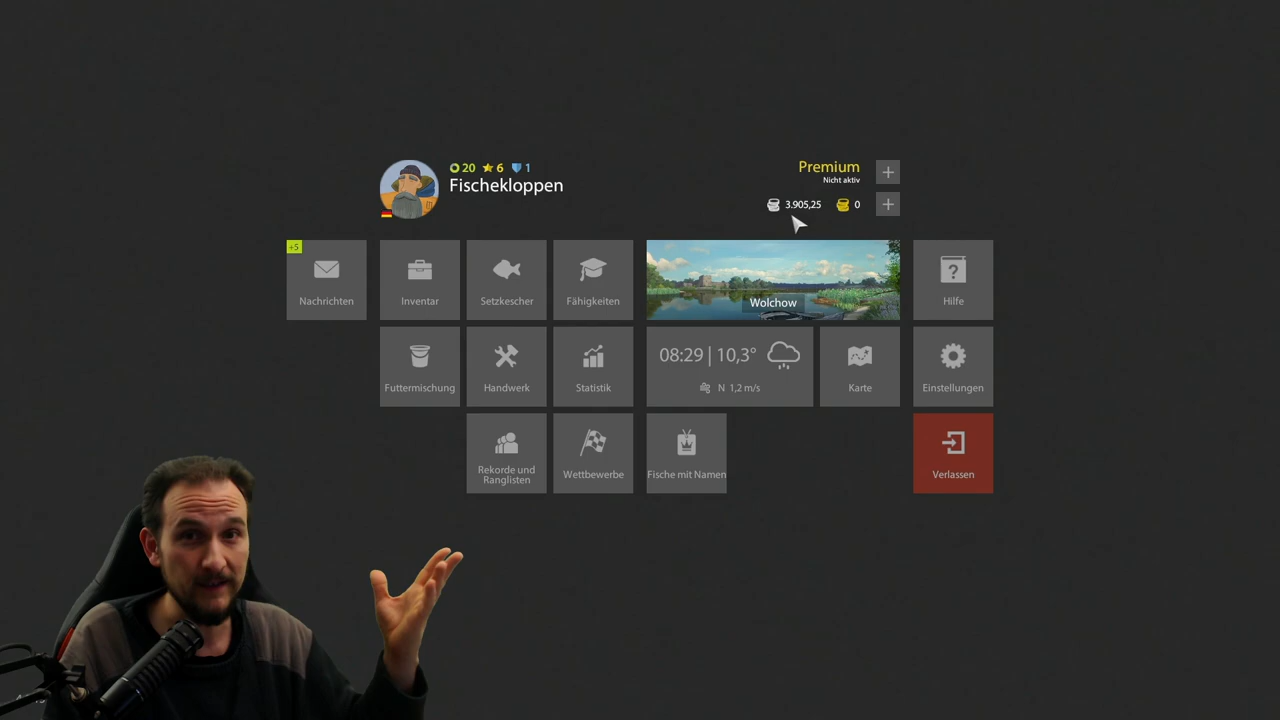 20 6 1
Fischekloppen
Premium
Nicht aktiv
3.905,25 0
+5
Nachrichten
Inventar
Setzkescher
Fähigkeiten
Wolchow
Hilfe
Futtermischung
Handwerk
Statistik
08:29 | 10,3°
N 1,2 m/s
Karte
Einstellungen
Rekorde und
Ranglisten
Wettbewerbe
Fische mit Namen
Verlassen